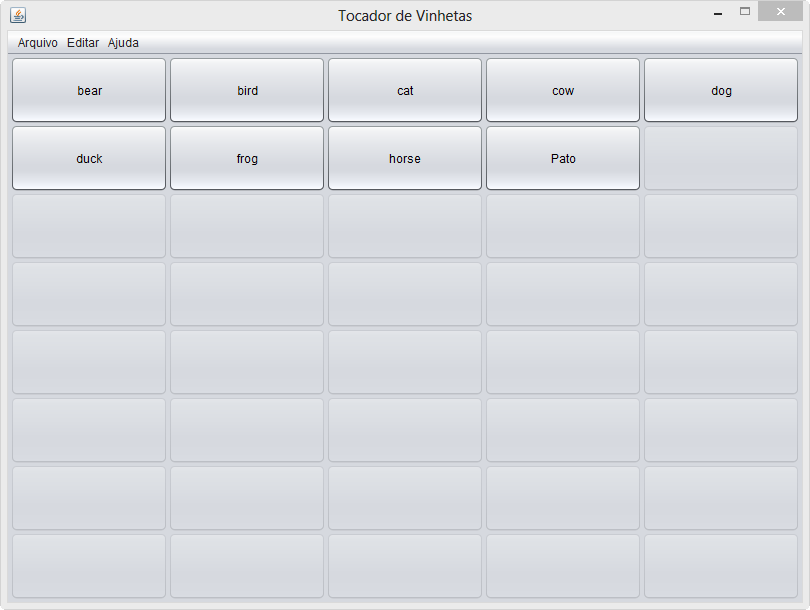 Tocador de Vinhetas
Arquivo Editar Ajuda
bear bird cat cow dog
duck frog horse Pato